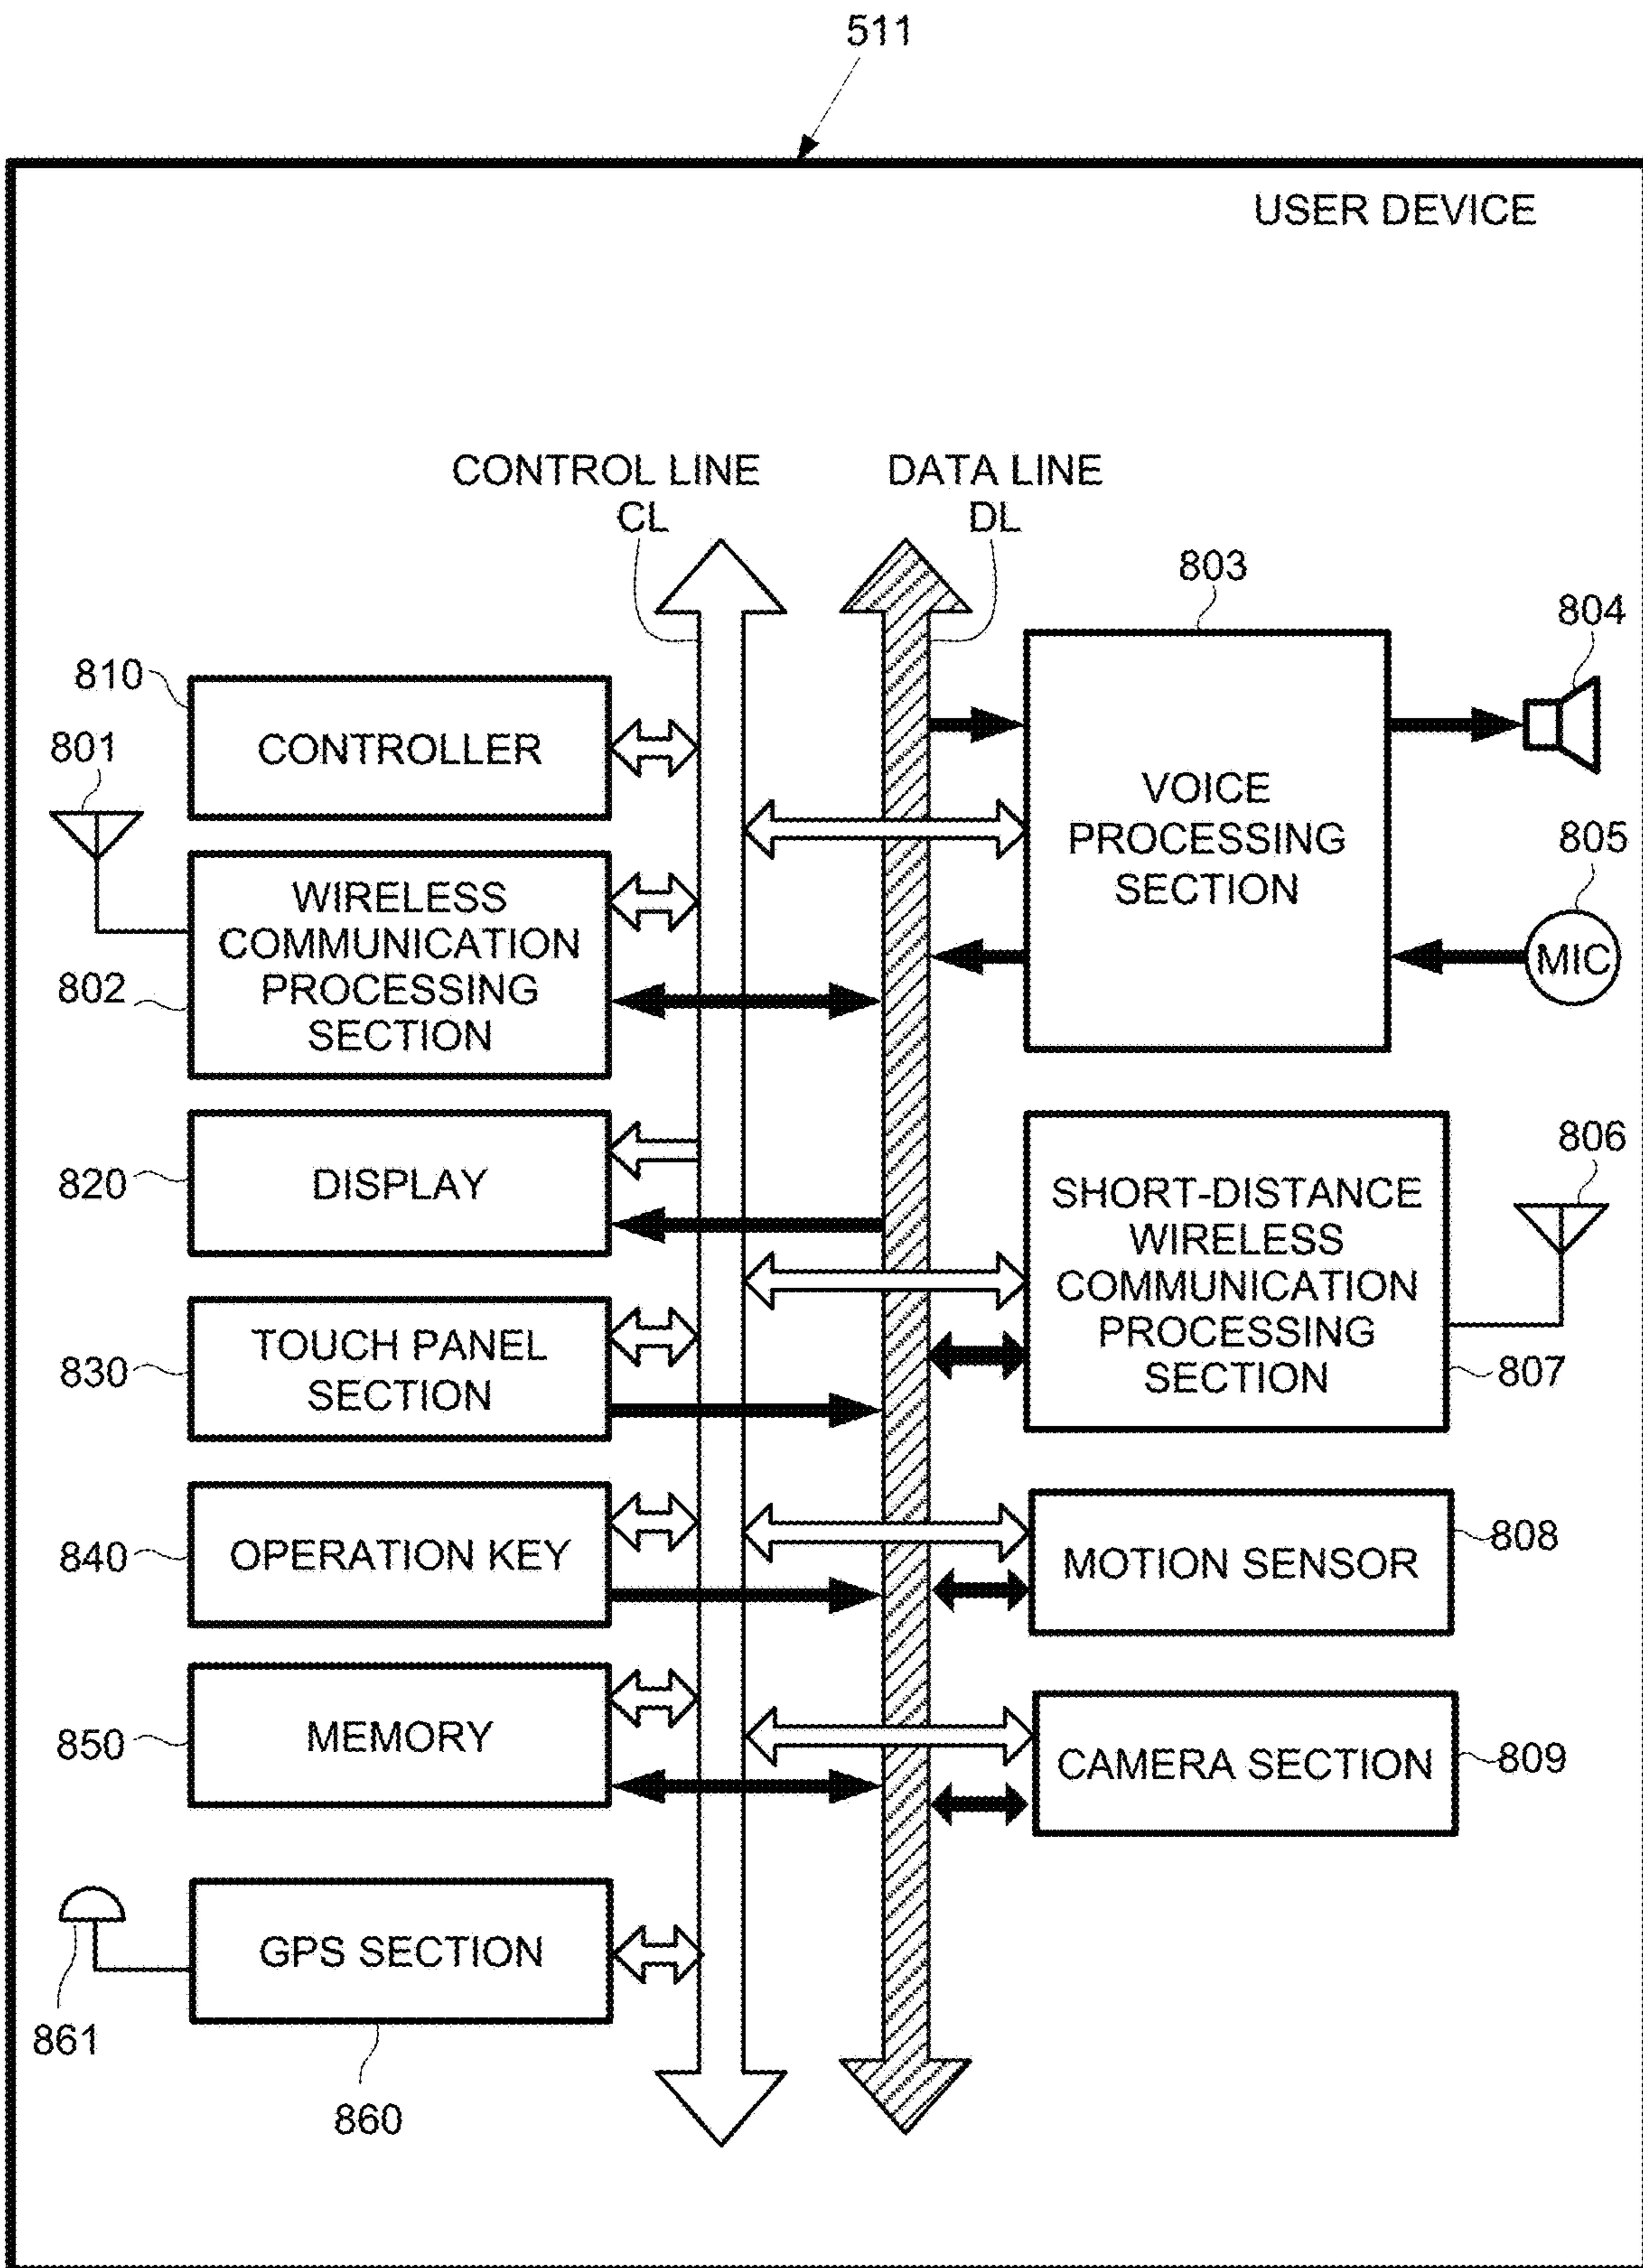 511
USER DEVICE
CONTROL LINE
CL
DATA LINE
DL
810
CONTROLLER
801
WIRELESS
COMMUNICATION
PROCESSING
SECTION
802
820
DISPLAY
830
TOUCH PANEL
SECTION
840
OPERATION KEY
850
MEMORY
GPS SECTION
861
860
803
VOICE
PROCESSING
SECTION
804
805
MIC
806
SHORT-DISTANCE
WIRELESS
COMMUNICATION
PROCESSING
SECTION
807
MOTION SENSOR
808
CAMERA SECTION
809